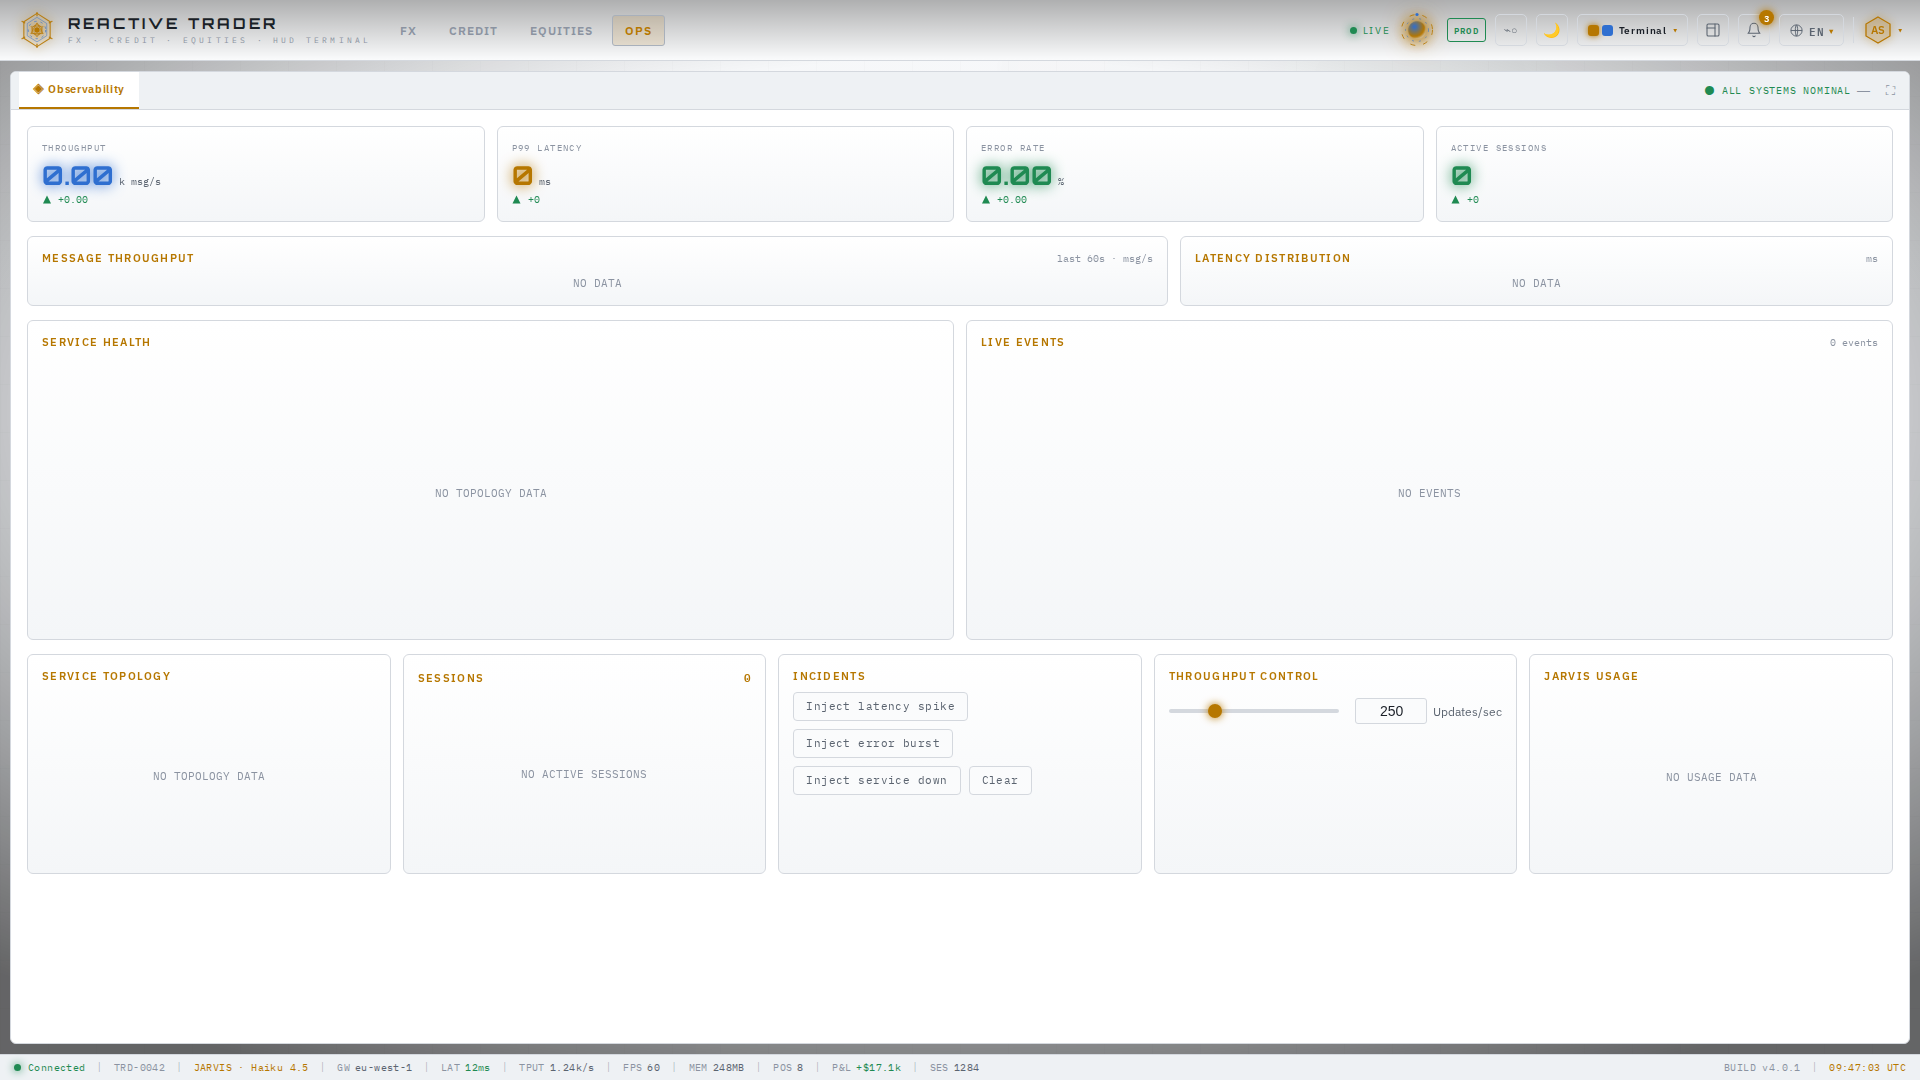 REACTIVE TRADER
FX · CREDIT · EQUITIES · HUD TERMINAL
FX
CREDIT
EQUITIES
OPS
LIVE
PROD
Terminal
3
EN
AS
Observability
ALL SYSTEMS NOMINAL —
THROUGHPUT
0.00 k msg/s
▲ +0.00
P99 LATENCY
0 ms
▲ +0
ERROR RATE
0.00 %
▲ +0.00
ACTIVE SESSIONS
0
▲ +0
MESSAGE THROUGHPUT
last 60s · msg/s
NO DATA
LATENCY DISTRIBUTION
ms
NO DATA
SERVICE HEALTH
NO TOPOLOGY DATA
LIVE EVENTS
0 events
NO EVENTS
SERVICE TOPOLOGY
NO TOPOLOGY DATA
SESSIONS
0
NO ACTIVE SESSIONS
INCIDENTS
Inject latency spike
Inject error burst
Inject service down
Clear
THROUGHPUT CONTROL
250 Updates/sec
JARVIS USAGE
NO USAGE DATA
Connected | TRD-0042 | JARVIS · Haiku 4.5 | GW eu-west-1 | LAT 12ms | TPUT 1.24k/s | FPS 60 | MEM 248MB | POS 8 | P&L +$17.1k | SES 1284
BUILD v4.0.1 | 09:47:03 UTC